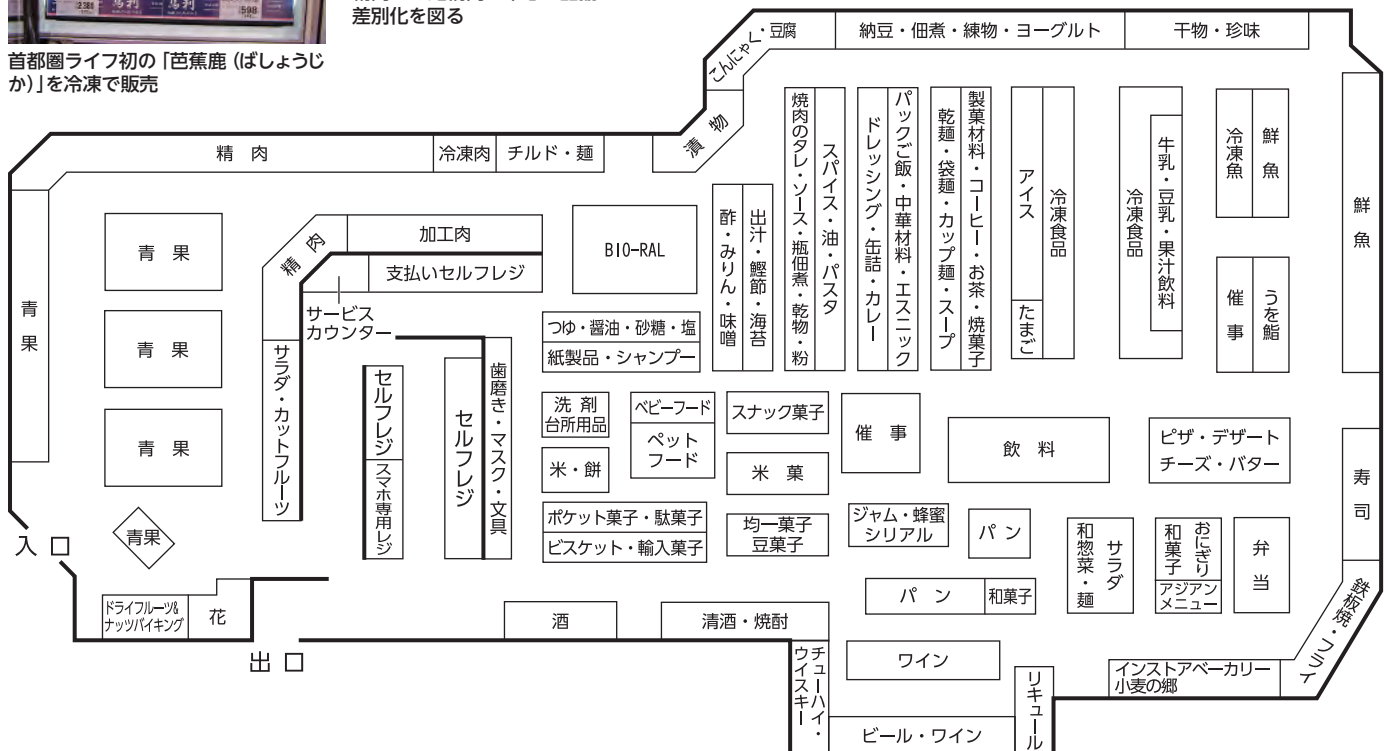 2,380
馬刺
馬刺
598
差別化を図る
首都圏ライフ初の「芭蕉鹿（ばしょうじ
か）」を冷凍で販売
こんにゃく・豆腐
納豆・佃煮・練物・ヨーグルト
干物・珍味
精肉
冷凍肉
チルド・麺
漬物
焼肉のタレ・ソース・瓶佃煮・乾物・粉
スパイス・油・パスタ
ドレッシング・缶詰・カレー
パックご飯・中華材料・エスニック
乾麺・袋麺・カップ麺・スープ
製菓材料・コーヒー・お茶・焼菓子
アイス
たまご
冷凍食品
冷凍食品
牛乳・豆乳・果汁飲料
冷凍魚
鮮魚
催事
うを鮨
鮮魚
青果
青果
青果
青果
青果
精肉
加工肉
支払いセルフレジ
サービス
カウンター
サラダ・カットフルーツ
BIO-RAL
酢・みりん・味噌
出汁・鰹節・海苔
つゆ・醤油・砂糖・塩
紙製品・シャンプー
セルフレジ
スマホ専用レジ
セルフレジ
歯磨き・マスク・文具
洗剤
台所用品
ベビーフード
ペット
フード
スナック菓子
催事
飲料
ピザ・デザート
チーズ・バター
米・餅
米菓
ポケット菓子・駄菓子
ビスケット・輸入菓子
均一菓子
豆菓子
ジャム・蜂蜜
シリアル
パン
和惣菜・麺
サラダ
和菓子
おにぎり
アジアン
メニュー
弁当
寿司
入口
ドライフルーツ&
ナッツバイキング
花
出口
酒
清酒・焼酎
パン
和菓子
鉄板焼・フライ
チューハイ・
ウイスキー
ワイン
リキュール
インストアベーカリー
小麦の郷
ビール・ワイン